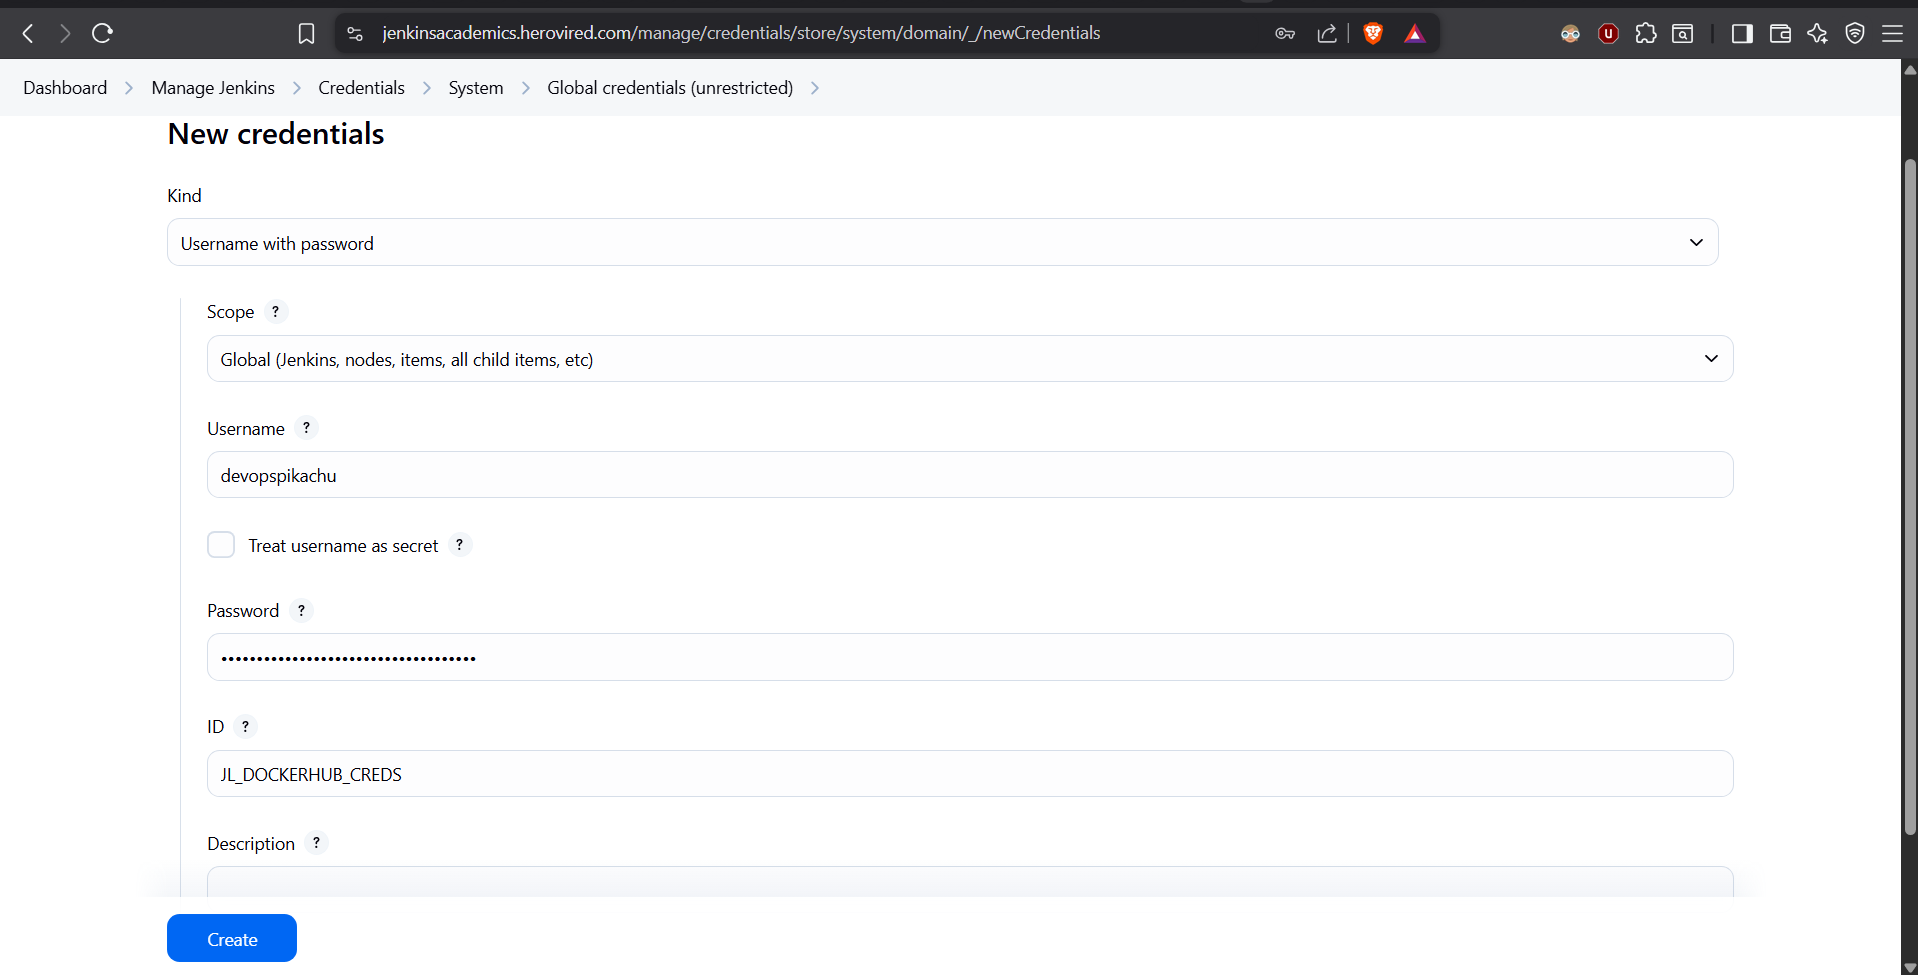 jenkinsacademics.herovired.com/manage/credentials/store/system/domain/_/newCredentials
U
Dashboard > Manage Jenkins > Credentials > System > Global credentials (unrestricted) >
New credentials
Kind
Username with password
Scope ?
Global (Jenkins, nodes, items, all child items, etc)
Username ?
devopspikachu
Treat username as secret ?
Password ?
••••••••••••••••••••••••••••••••••••
ID ?
JL_DOCKERHUB_CREDS
Description ?
Create